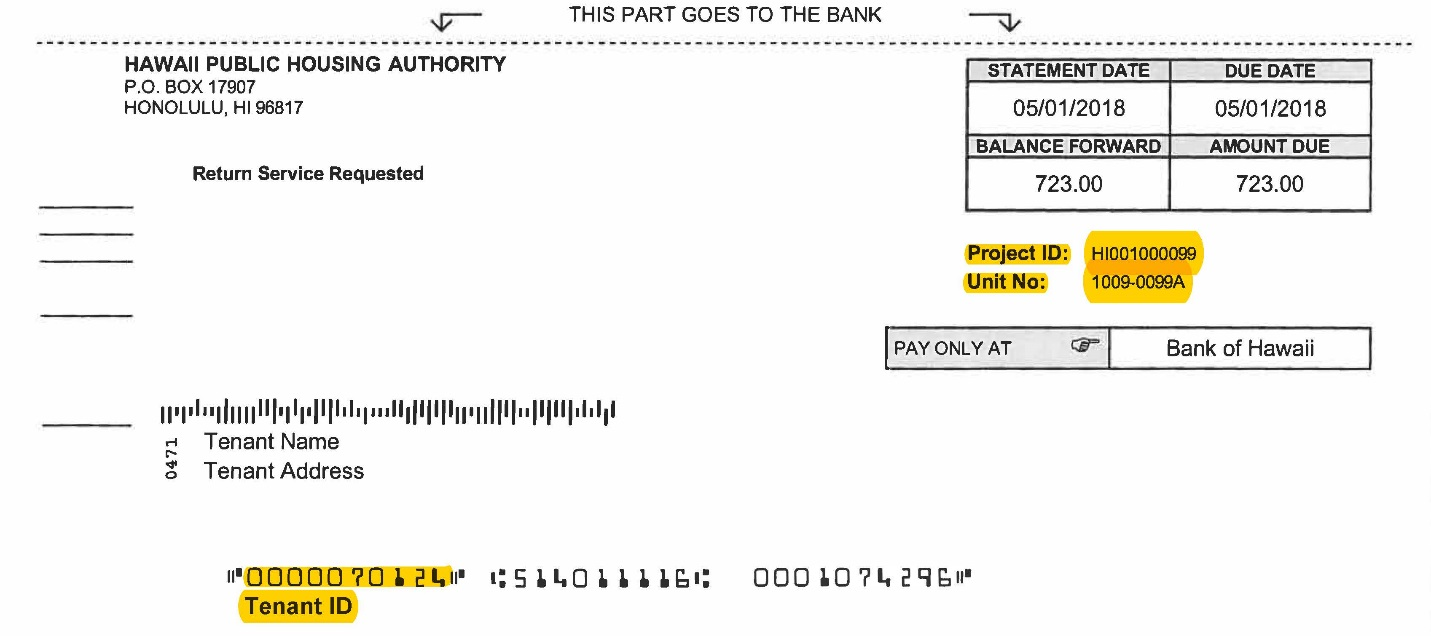 THIS PART GOES TO THE BANK
HAWAII PUBLIC HOUSING AUTHORITY
P.O. BOX 17907
HONOLULU, HI 96817
Return Service Requested
STATEMENT DATE DUE DATE
05/01/2018 05/01/2018
BALANCE FORWARD AMOUNT DUE
723.00 723.00
Project ID: HI001000099
Unit No: 1009-0099A
PAY ONLY AT Bank of Hawaii
0471
Tenant Name
Tenant Address
⑈0000070124⑈ ⑆514011116⑆ 0001074296⑈
Tenant ID